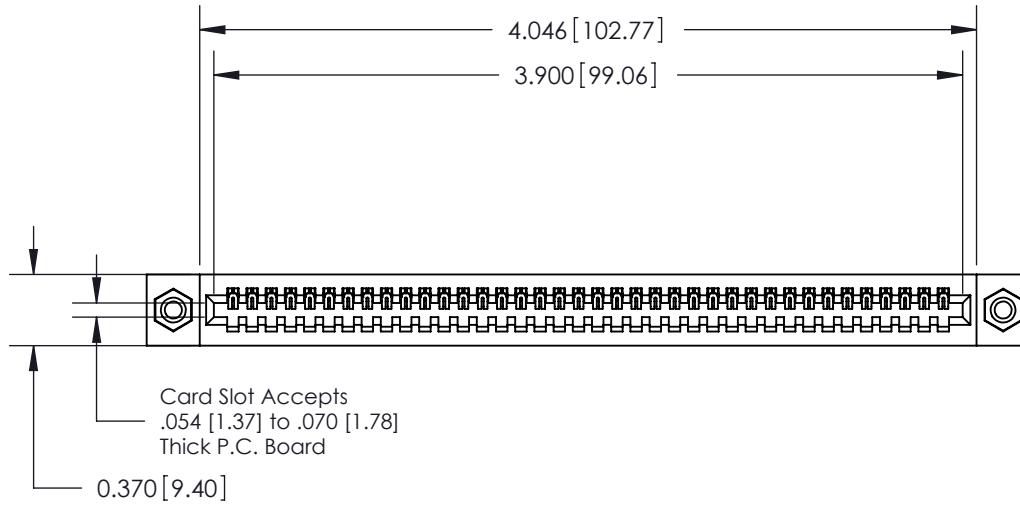 4.046[102.77]
3.900[99.06]
Card Slot Accepts
.054 [1.37] to .070 [1.78]
Thick P.C. Board
0.370[9.40]